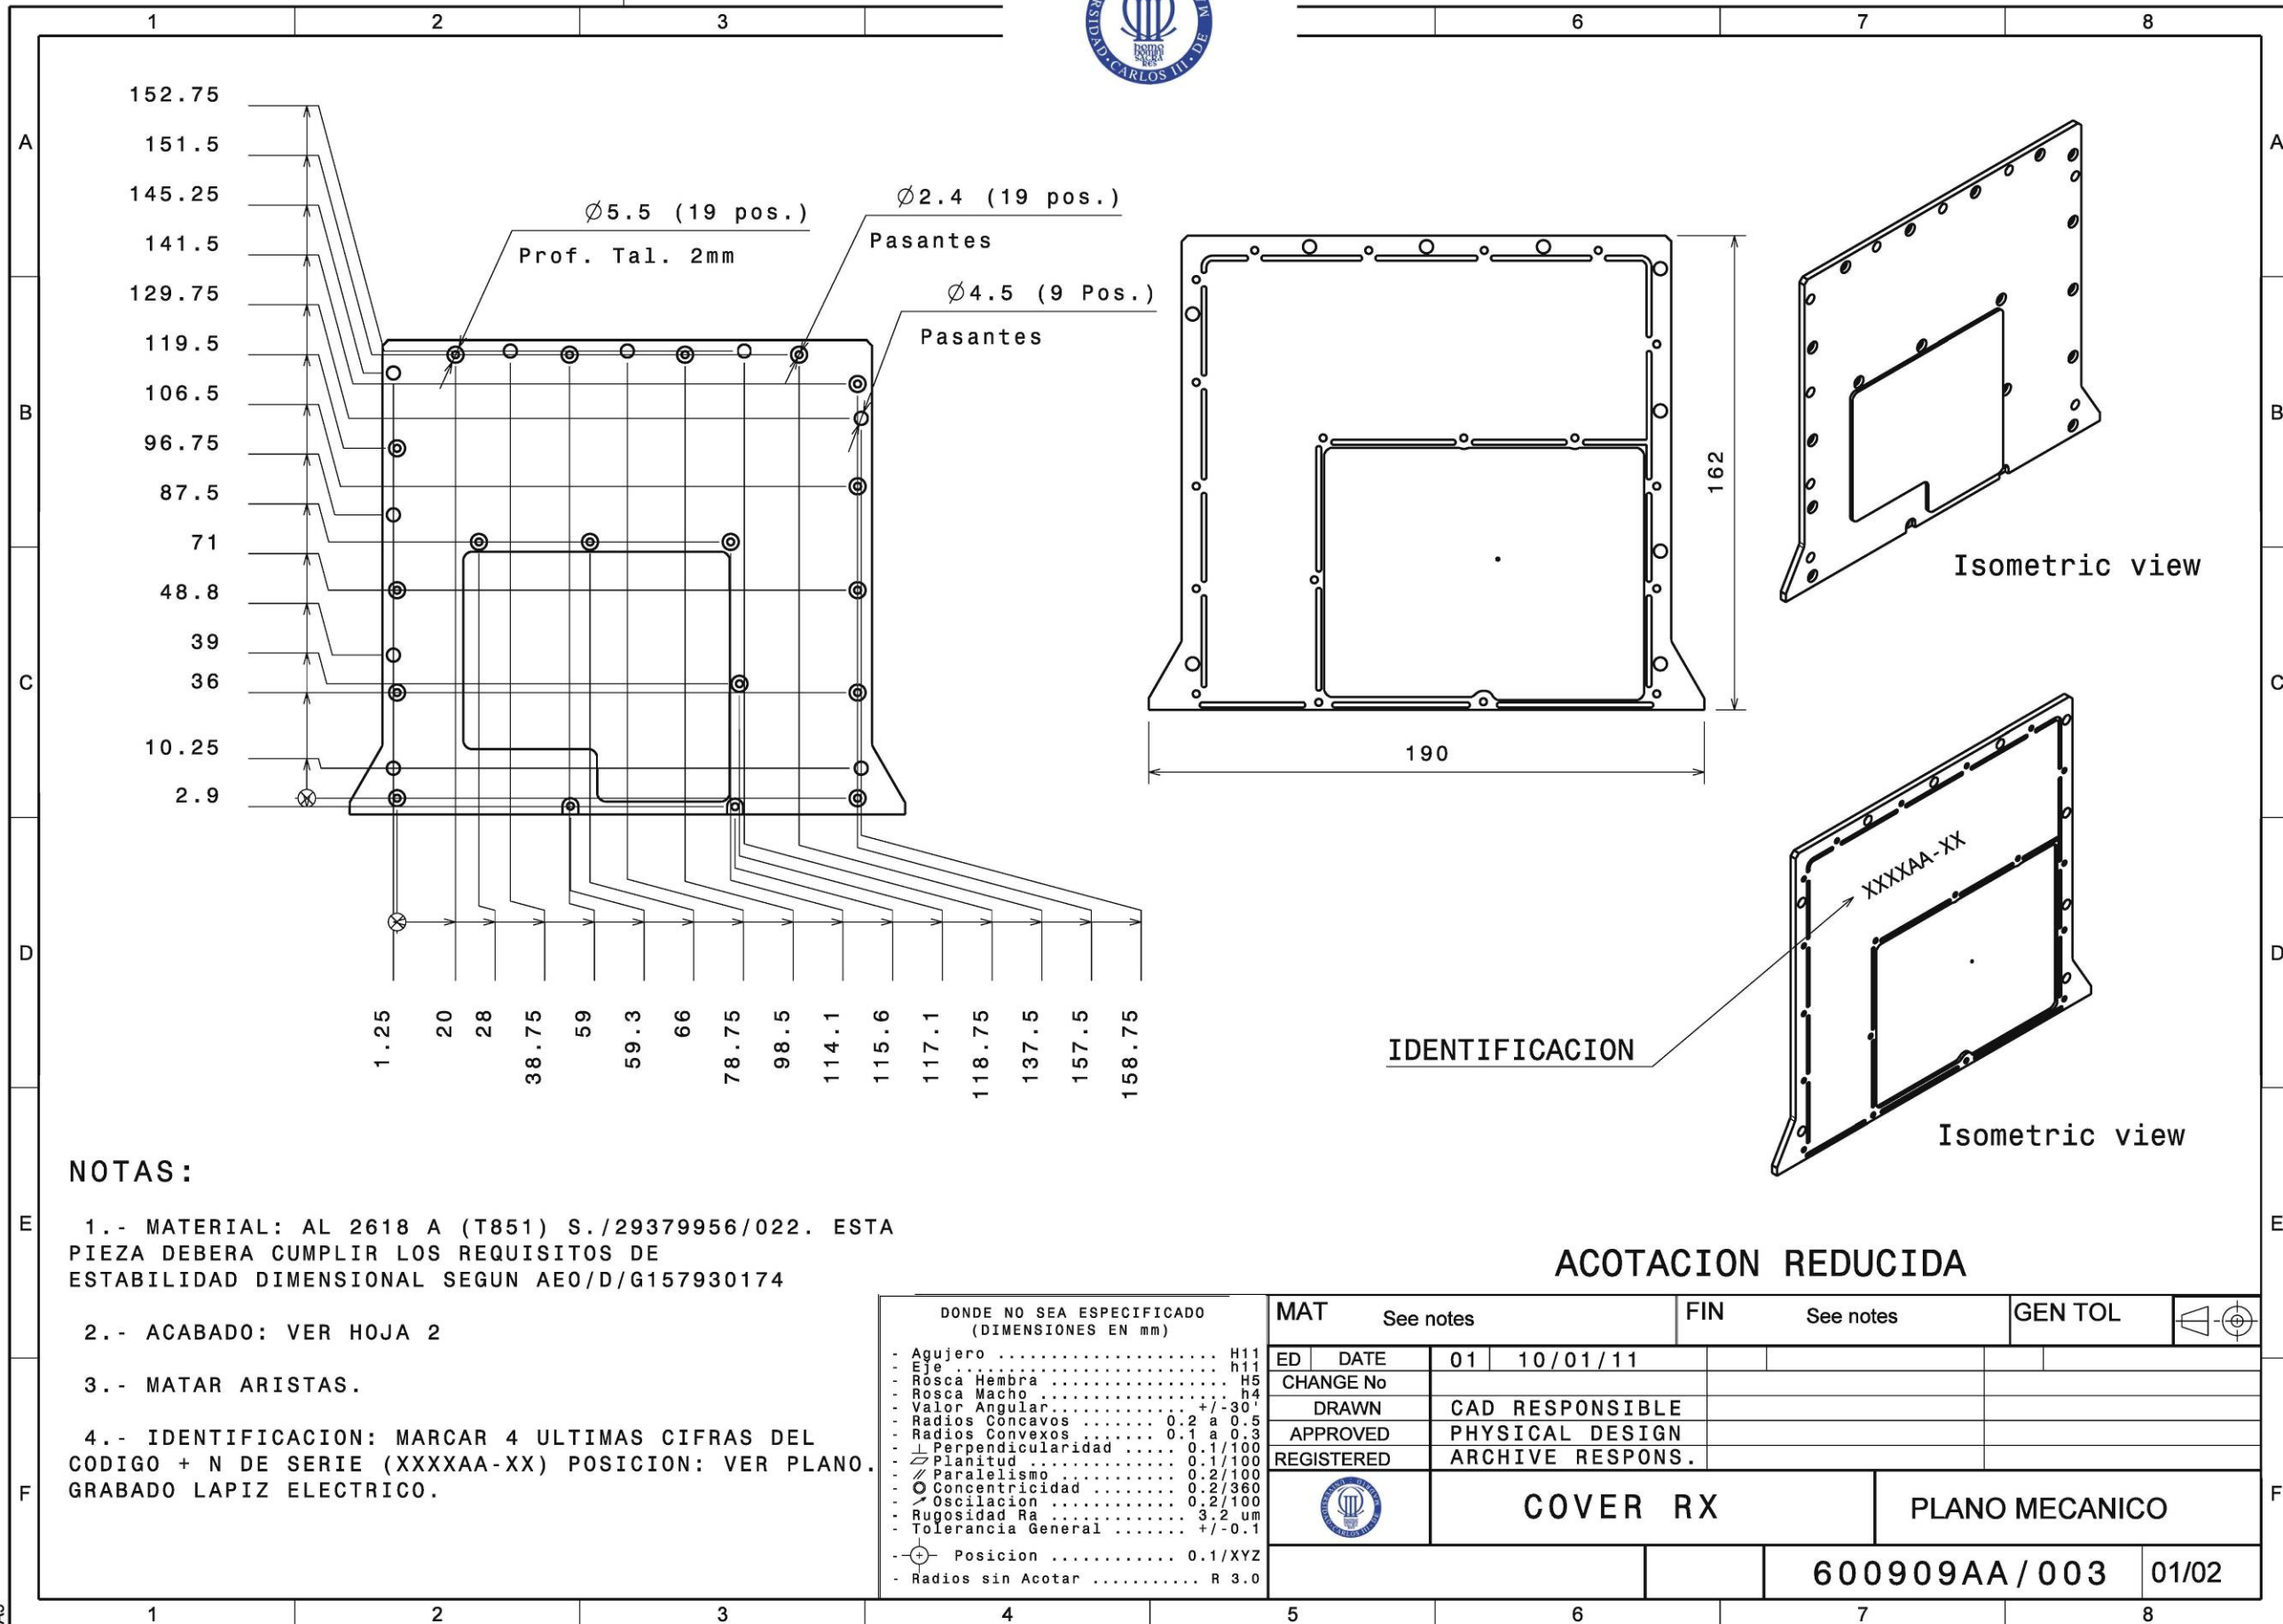 1 2 3 6 7 8
RSIDAD · CARLOS III · DE M
homo homini sacra res
A A
B B
C C
D D
E E
F F
152.75
151.5
145.25
141.5
129.75
119.5
106.5
96.75
87.5
71
48.8
39
36
10.25
2.9
Ø5.5 (19 pos.)
Prof. Tal. 2mm
Ø2.4 (19 pos.)
Pasantes
Ø4.5 (9 Pos.)
Pasantes
1.25
20
28
38.75
59
59.3
66
78.75
98.5
114.1
115.6
117.1
118.75
137.5
157.5
158.75
162
190
Isometric view
XXXXAA-XX
IDENTIFICACION
Isometric view
NOTAS:
1.- MATERIAL: AL 2618 A (T851) S./29379956/022. ESTA
PIEZA DEBERA CUMPLIR LOS REQUISITOS DE
ESTABILIDAD DIMENSIONAL SEGUN AEO/D/G157930174
2.- ACABADO: VER HOJA 2
3.- MATAR ARISTAS.
4.- IDENTIFICACION: MARCAR 4 ULTIMAS CIFRAS DEL
CODIGO + N DE SERIE (XXXXAA-XX) POSICION: VER PLANO.
GRABADO LAPIZ ELECTRICO.
DONDE NO SEA ESPECIFICADO
(DIMENSIONES EN mm)
- Agujero ..................... H11
- Eje ......................... h11
- Rosca Hembra ................. H5
- Rosca Macho .................. h4
- Valor Angular.............. +/-30'
- Radios Concavos ....... 0.2 a 0.5
- Radios Convexos ....... 0.1 a 0.3
- ⊥ Perpendicularidad ..... 0.1/100
- ▱ Planitud .............. 0.1/100
- // Paralelismo ........... 0.2/100
- ◎ Concentricidad ........ 0.2/360
- ↗ Oscilacion ............ 0.2/100
- Rugosidad Ra ............. 3.2 um
- Tolerancia General ....... +/-0.1
- ⌖ Posicion ............ 0.1/XYZ
- Radios sin Acotar ........... R 3.0
ACOTACION REDUCIDA
MAT See notes FIN See notes GEN TOL
ED DATE 01 10/01/11
CHANGE No
DRAWN CAD RESPONSIBLE
APPROVED PHYSICAL DESIGN
REGISTERED ARCHIVE RESPONS.
COVER RX PLANO MECANICO
600909AA/003 01/02
1 2 3 4 5 6 7 8